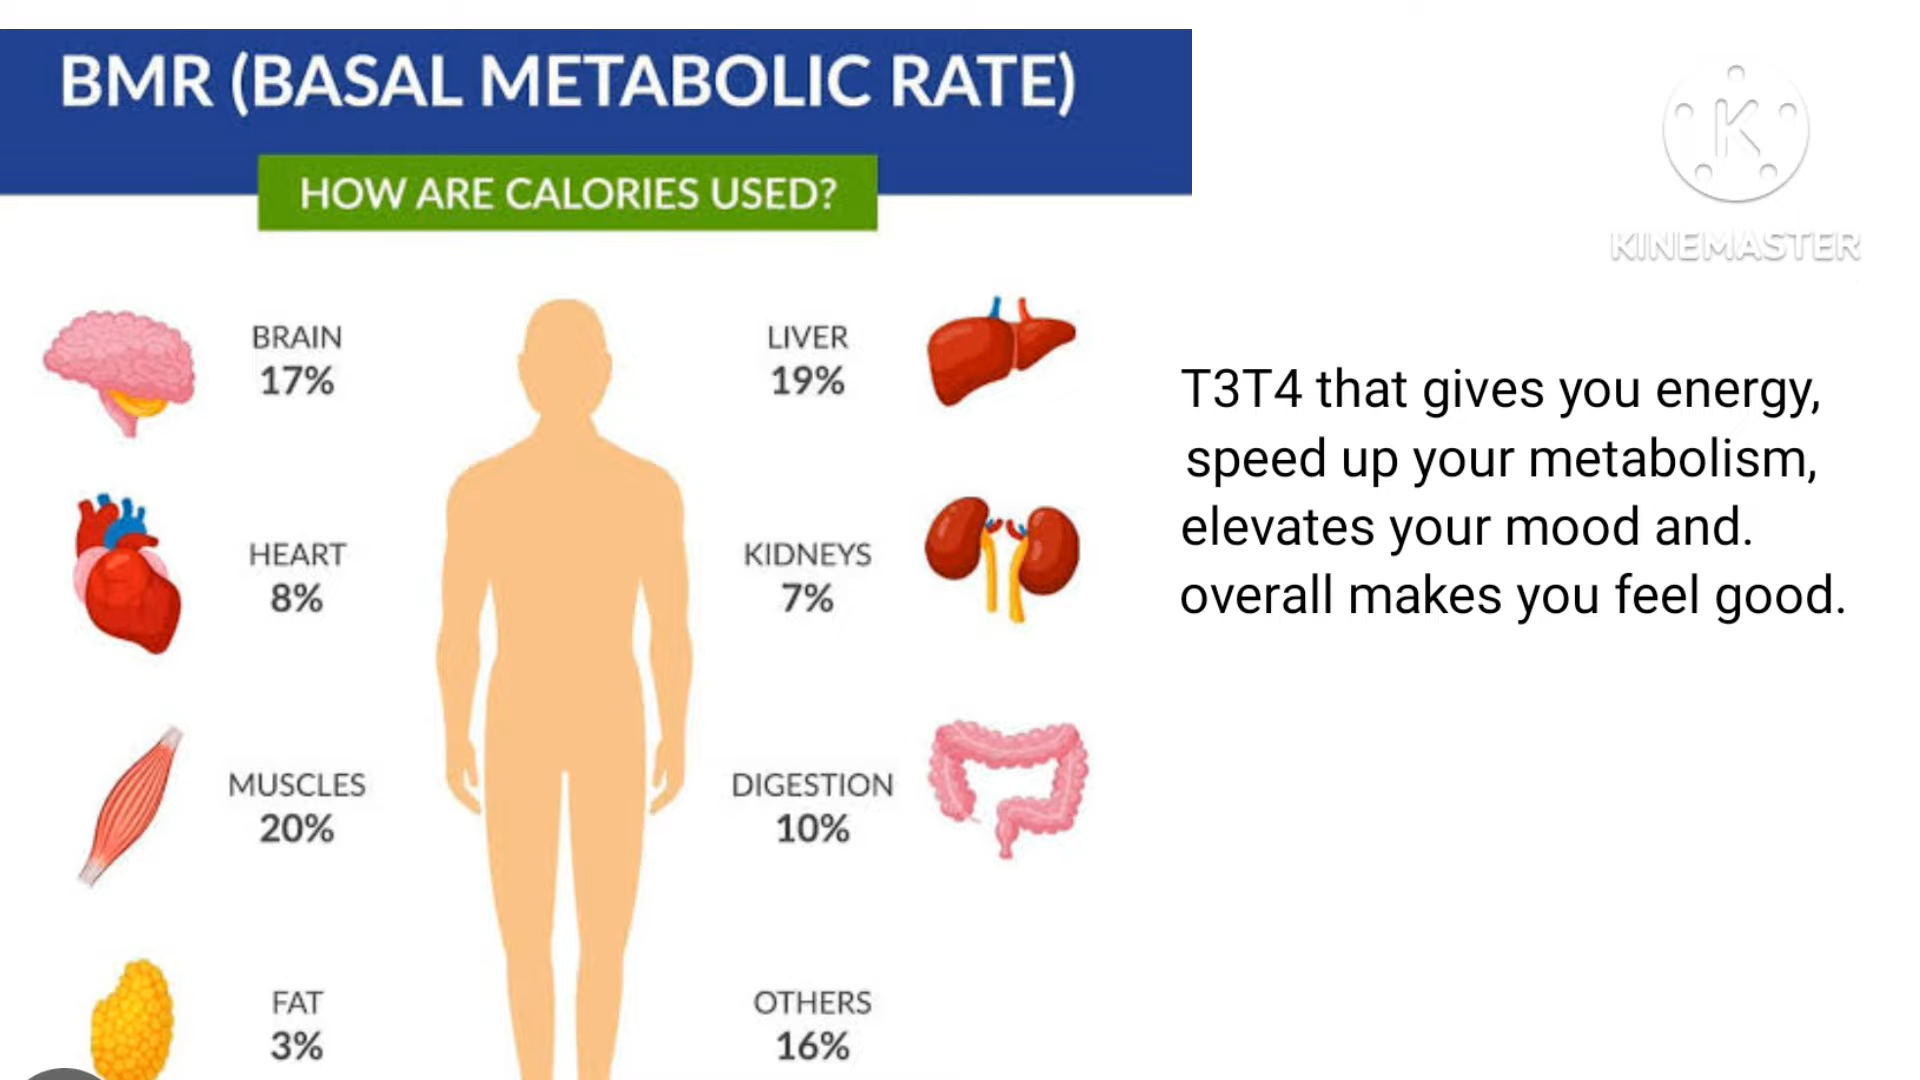 BMR (BASAL METABOLIC RATE)
HOW ARE CALORIES USED?
BRAIN
17%
LIVER
19%
HEART
8%
KIDNEYS
7%
MUSCLES
20%
DIGESTION
10%
FAT
3%
OTHERS
16%
KINEMASTER
T3T4 that gives you energy,
speed up your metabolism,
elevates your mood and.
overall makes you feel good.